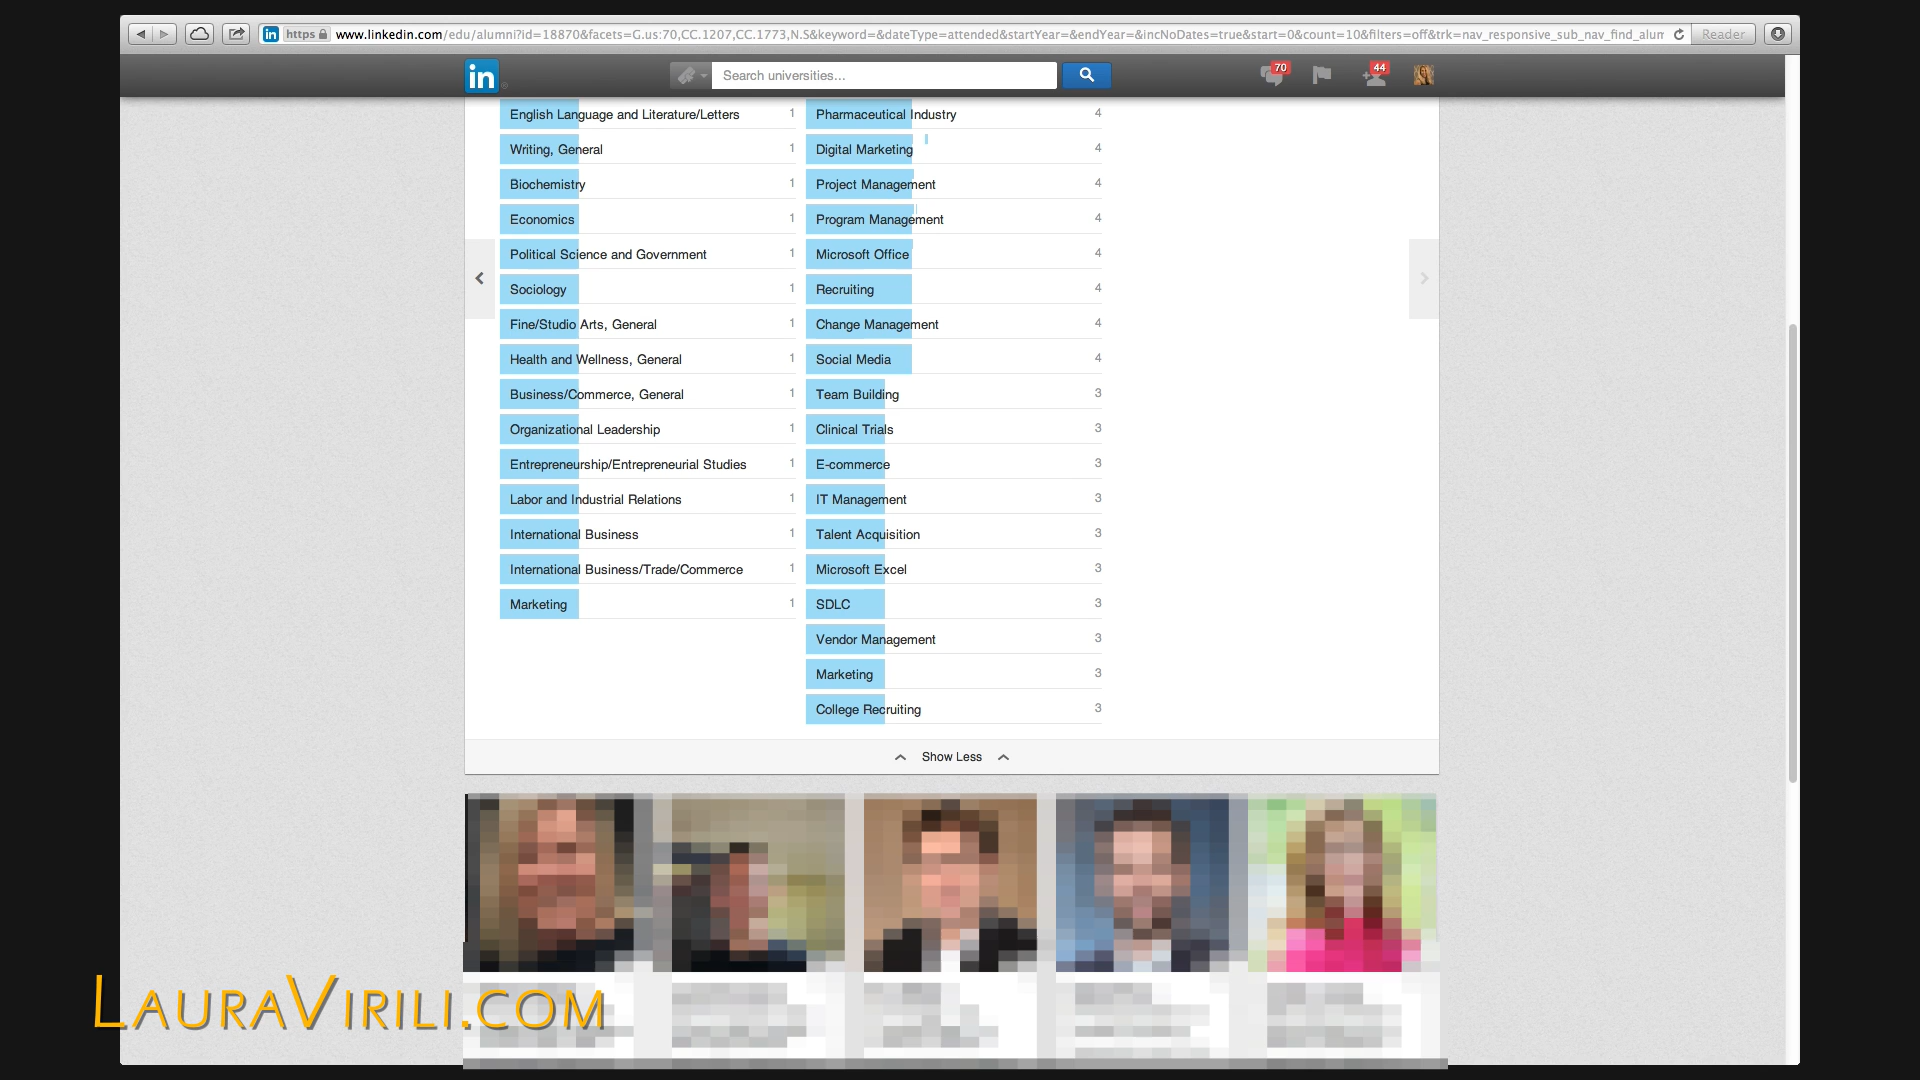 https www.linkedin.com/edu/alumni?id=18870&facets=G.us:70,CC.1207,CC.1773,N.S&keyword=&dateType=attended&startYear=&endYear=&incNoDates=true&start=0&count=10&filters=off&trk=nav_responsive_sub_nav_find_alum Reader
in Search universities... 70 44
English Language and Literature/Letters 1 Pharmaceutical Industry 4
Writing, General 1 Digital Marketing 4
Biochemistry 1 Project Management 4
Economics 1 Program Management 4
Political Science and Government 1 Microsoft Office 4
Sociology 1 Recruiting 4
Fine/Studio Arts, General 1 Change Management 4
Health and Wellness, General 1 Social Media 4
Business/Commerce, General 1 Team Building 3
Organizational Leadership 1 Clinical Trials 3
Entrepreneurship/Entrepreneurial Studies 1 E-commerce 3
Labor and Industrial Relations 1 IT Management 3
International Business 1 Talent Acquisition 3
International Business/Trade/Commerce 1 Microsoft Excel 3
Marketing 1 SDLC 3
Vendor Management 3
Marketing 3
College Recruiting 3
Show Less
LauraVirili.com